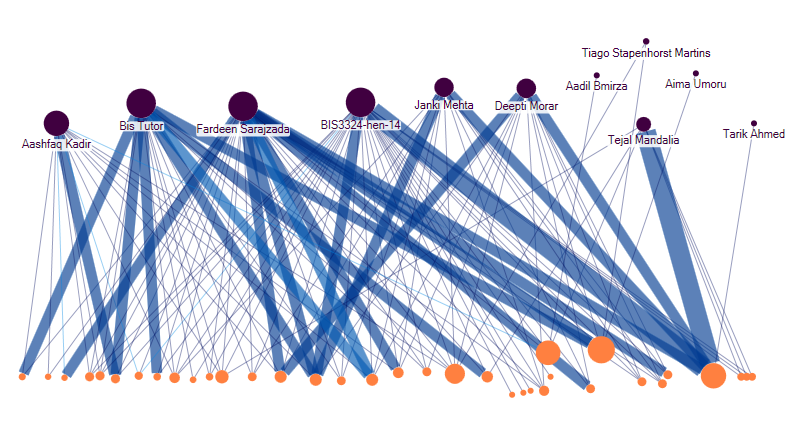 Tiago Stapenhorst Martins
Aadil Bmirza
Aima Umoru
Janki Mehta
Deepti Morar
Bis Tutor
Fardeen Sarajzada
BIS3324-hen-14
Tarik Ahmed
Aashfaq Kadir
Tejal Mandalia